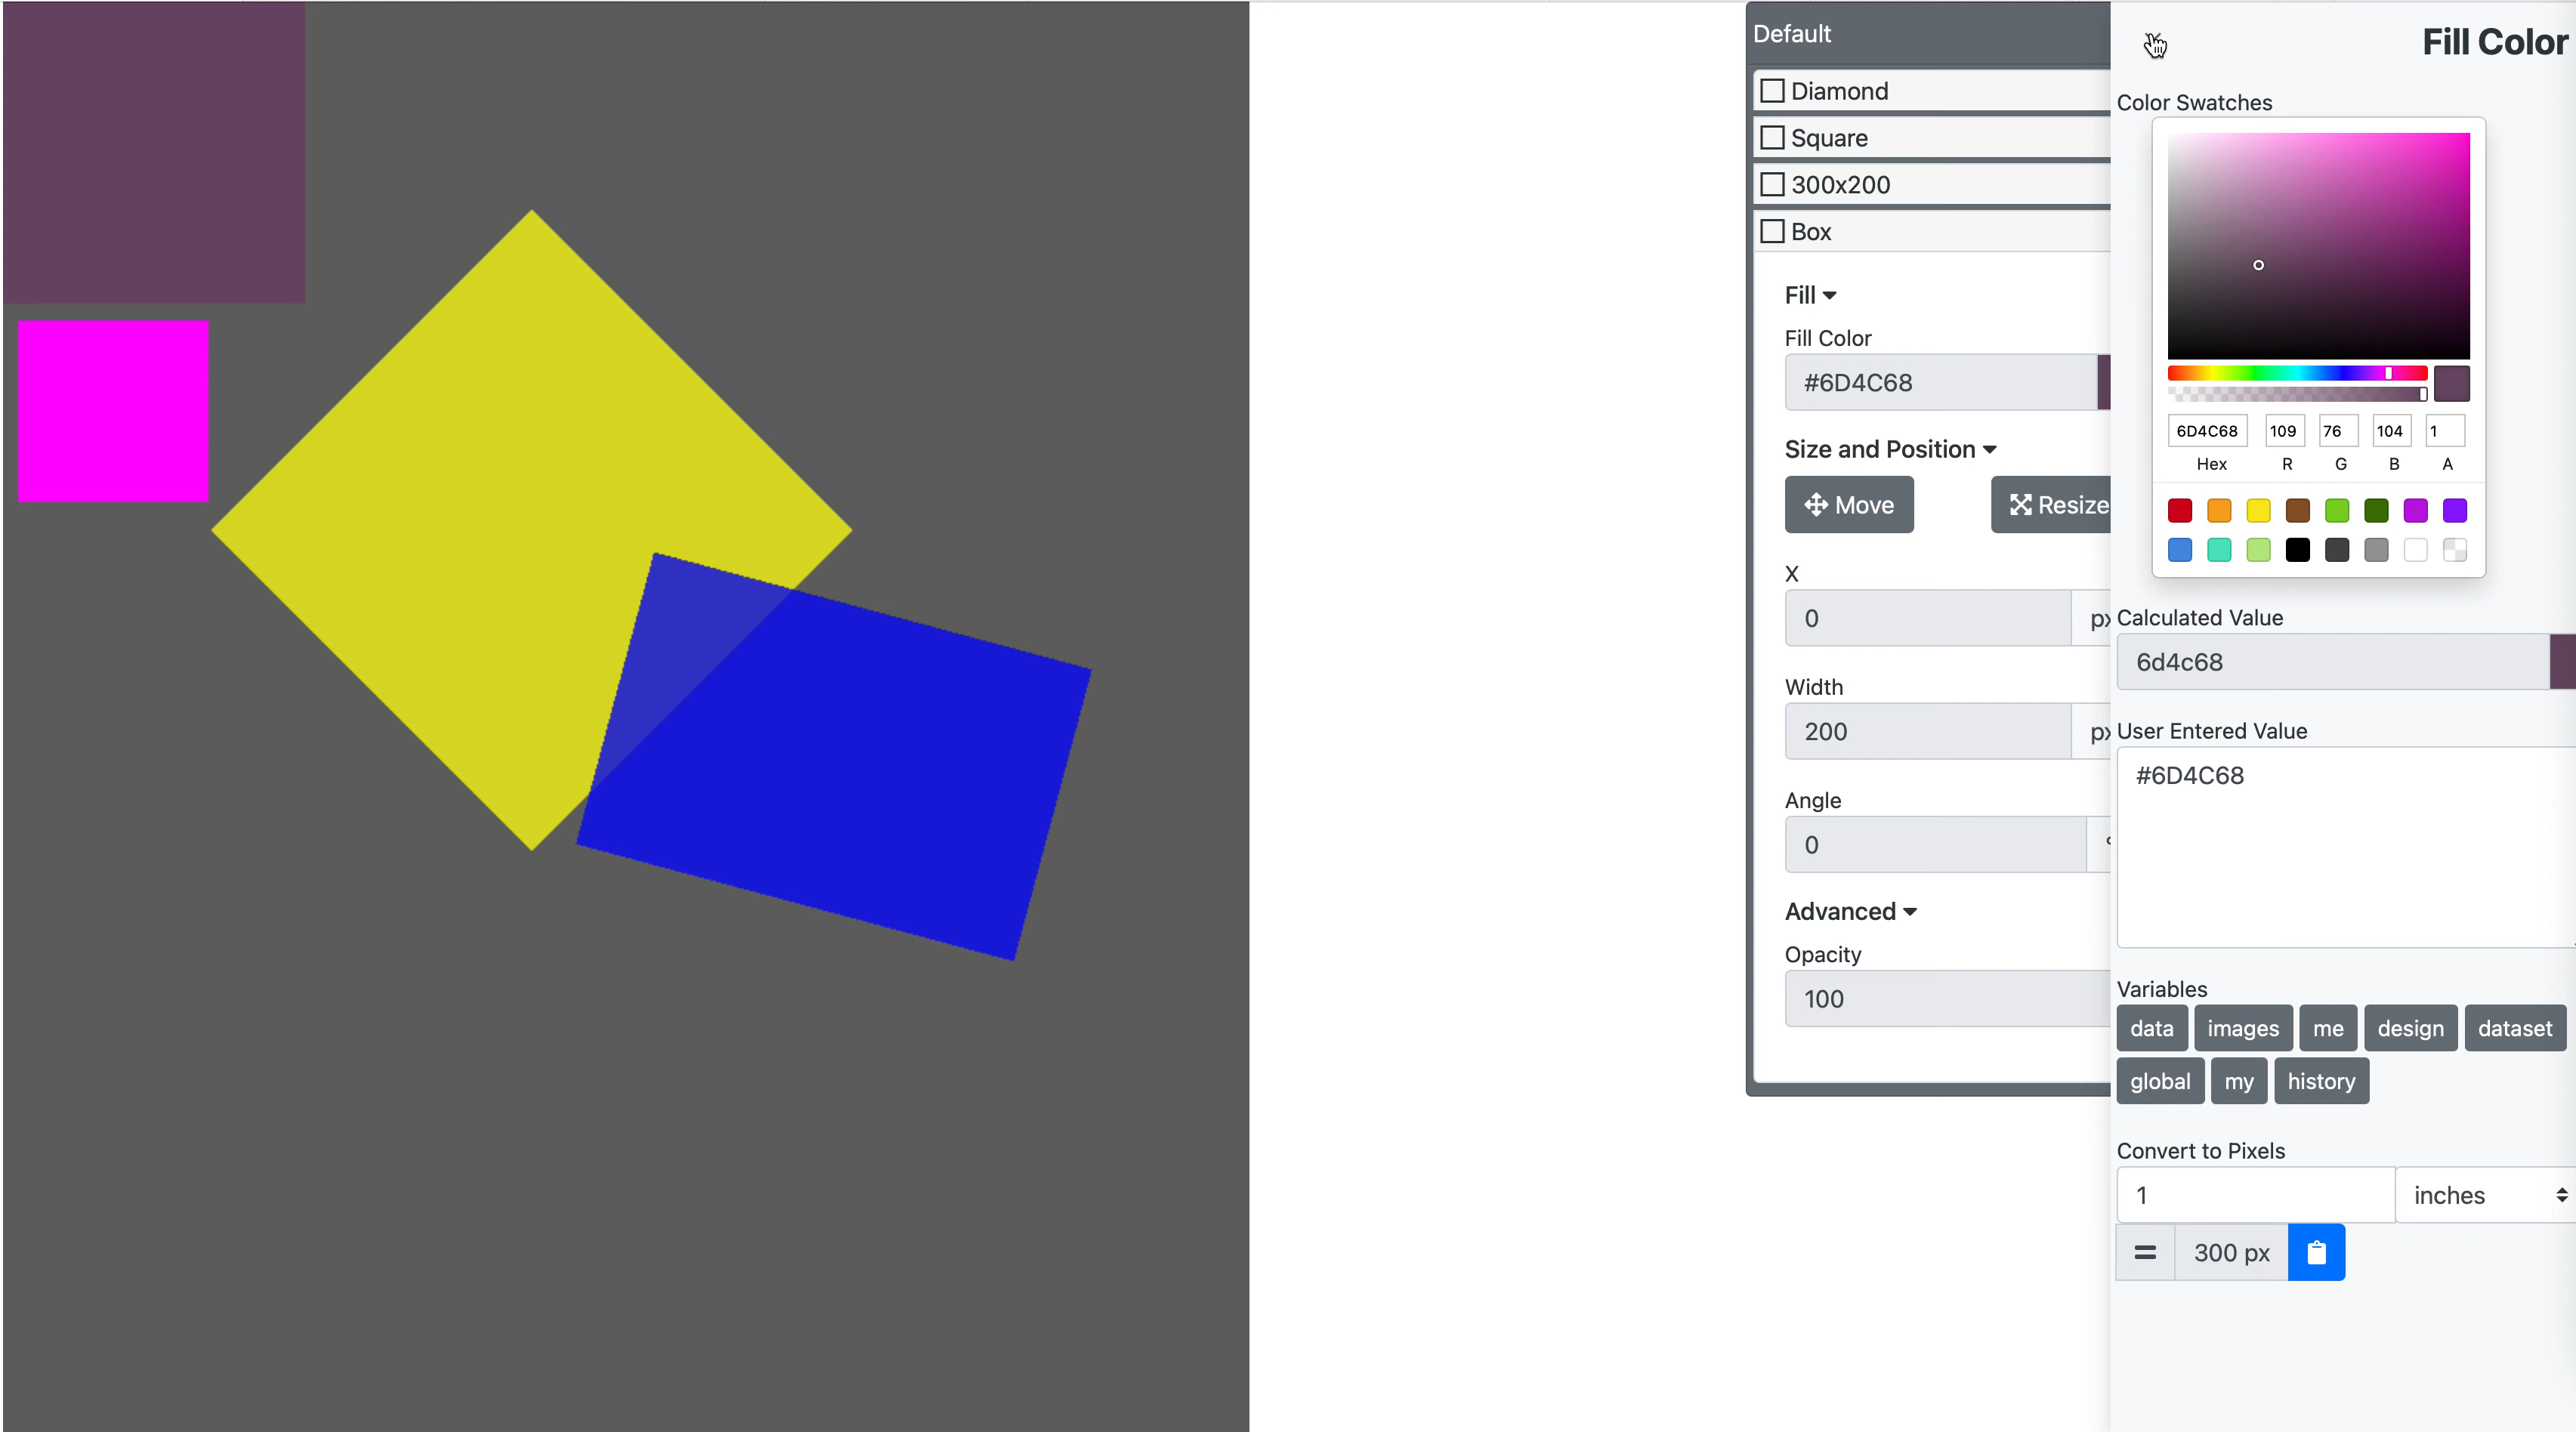 Default
Diamond
Square
300x200
Box
Fill
Fill Color
#6D4C68
Size and Position
Move
Resize
X
0
px
Width
200
px
Angle
0
Advanced
Opacity
100
Fill Color
Color Swatches
6D4C68 109 76 104 1
Hex R G B A
Calculated Value
6d4c68
User Entered Value
#6D4C68
Variables
data images me design dataset
global my history
Convert to Pixels
1 inches
= 300 px